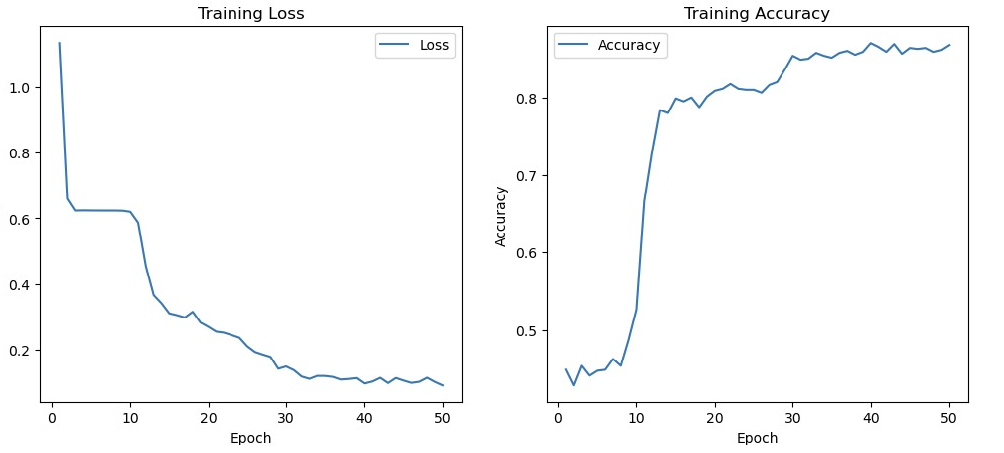 Training Loss
Loss
1.0
0.8
0.6
0.4
0.2
0 10 20 30 40 50
Epoch
Training Accuracy
Accuracy
Accuracy
0.8
0.7
0.6
0.5
0 10 20 30 40 50
Epoch